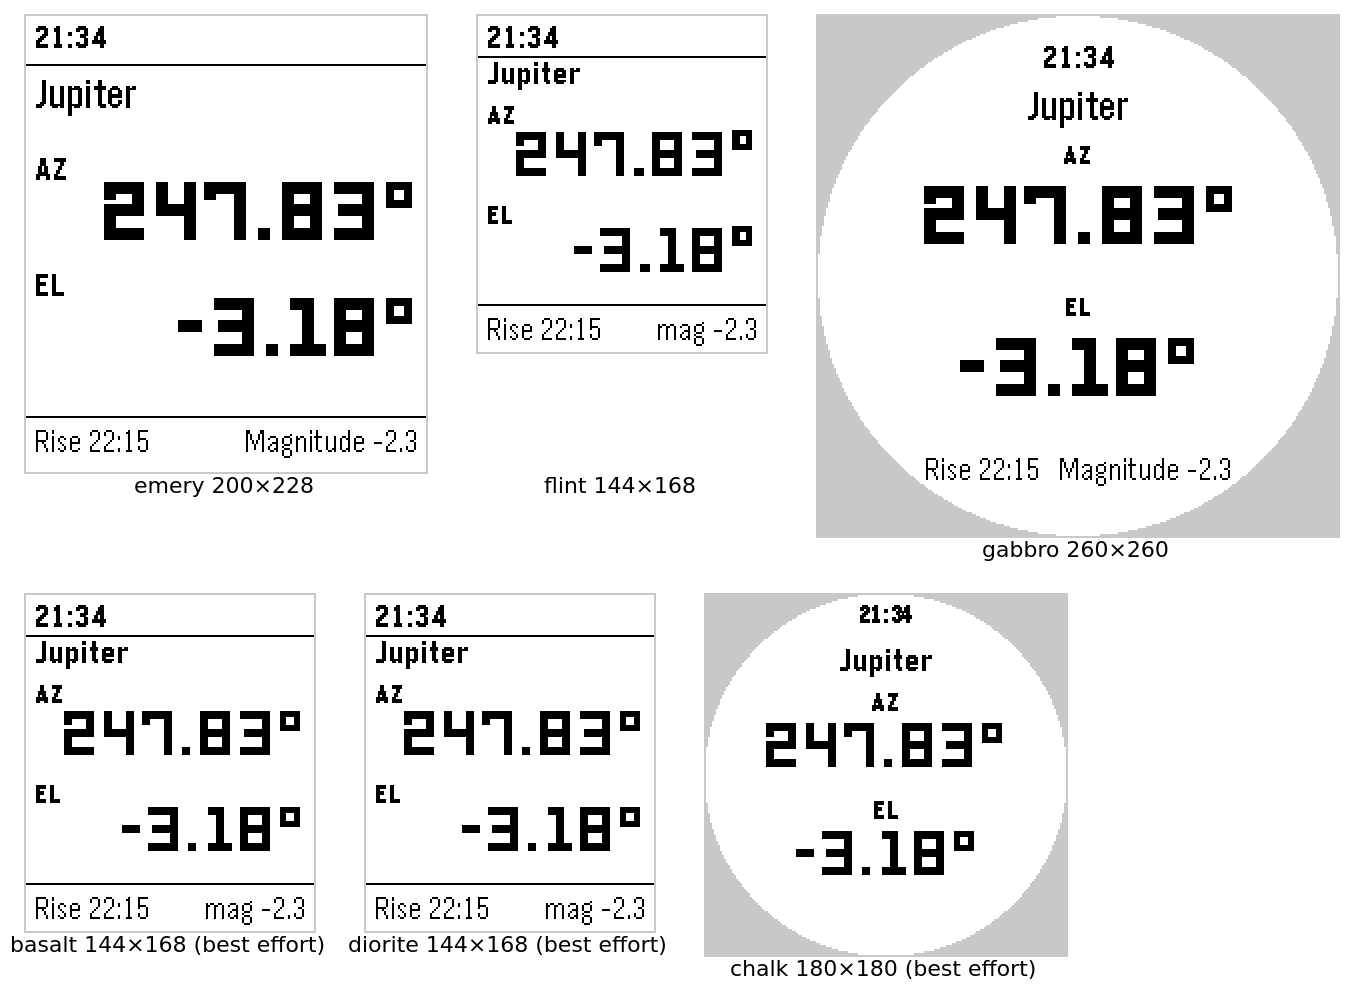 21:34
Jupiter
AZ
247.83°
EL
-3.18°
Rise 22:15 Magnitude -2.3
emery 200×228
21:34
Jupiter
AZ
247.83°
EL
-3.18°
Rise 22:15 mag -2.3
flint 144×168
21:34
Jupiter
AZ
247.83°
EL
-3.18°
Rise 22:15 Magnitude -2.3
gabbro 260×260
21:34
Jupiter
AZ
247.83°
EL
-3.18°
Rise 22:15 mag -2.3
basalt 144×168 (best effort)
21:34
Jupiter
AZ
247.83°
EL
-3.18°
Rise 22:15 mag -2.3
diorite 144×168 (best effort)
21:34
Jupiter
AZ
247.83°
EL
-3.18°
chalk 180×180 (best effort)